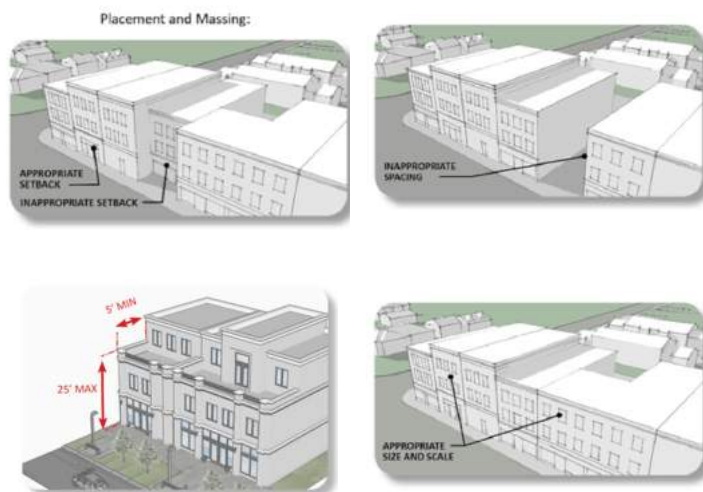 Placement and Massing:
APPROPRIATE
SETBACK
INAPPROPRIATE SETBACK
INAPPROPRIATE
SPACING
5' MIN
25' MAX
APPROPRIATE
SIZE AND SCALE